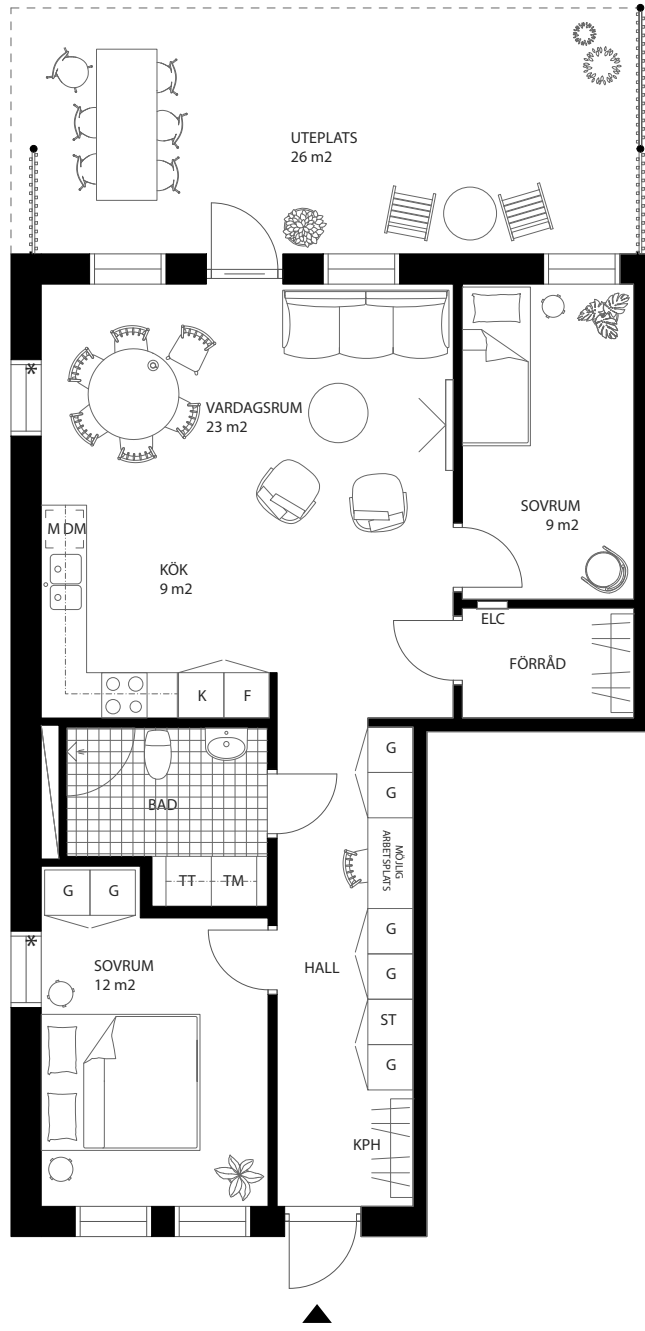 UTEPLATS
26 m2
*
VARDAGSRUM
23 m2
SOVRUM
9 m2
M DM
KÖK
9 m2
ELC
FÖRRÅD
K
F
G
G
BAD
MÖJLIG
ARBETSPLATS
TT
TM
G
G
G
*
SOVRUM
12 m2
HALL
G
ST
G
KPH